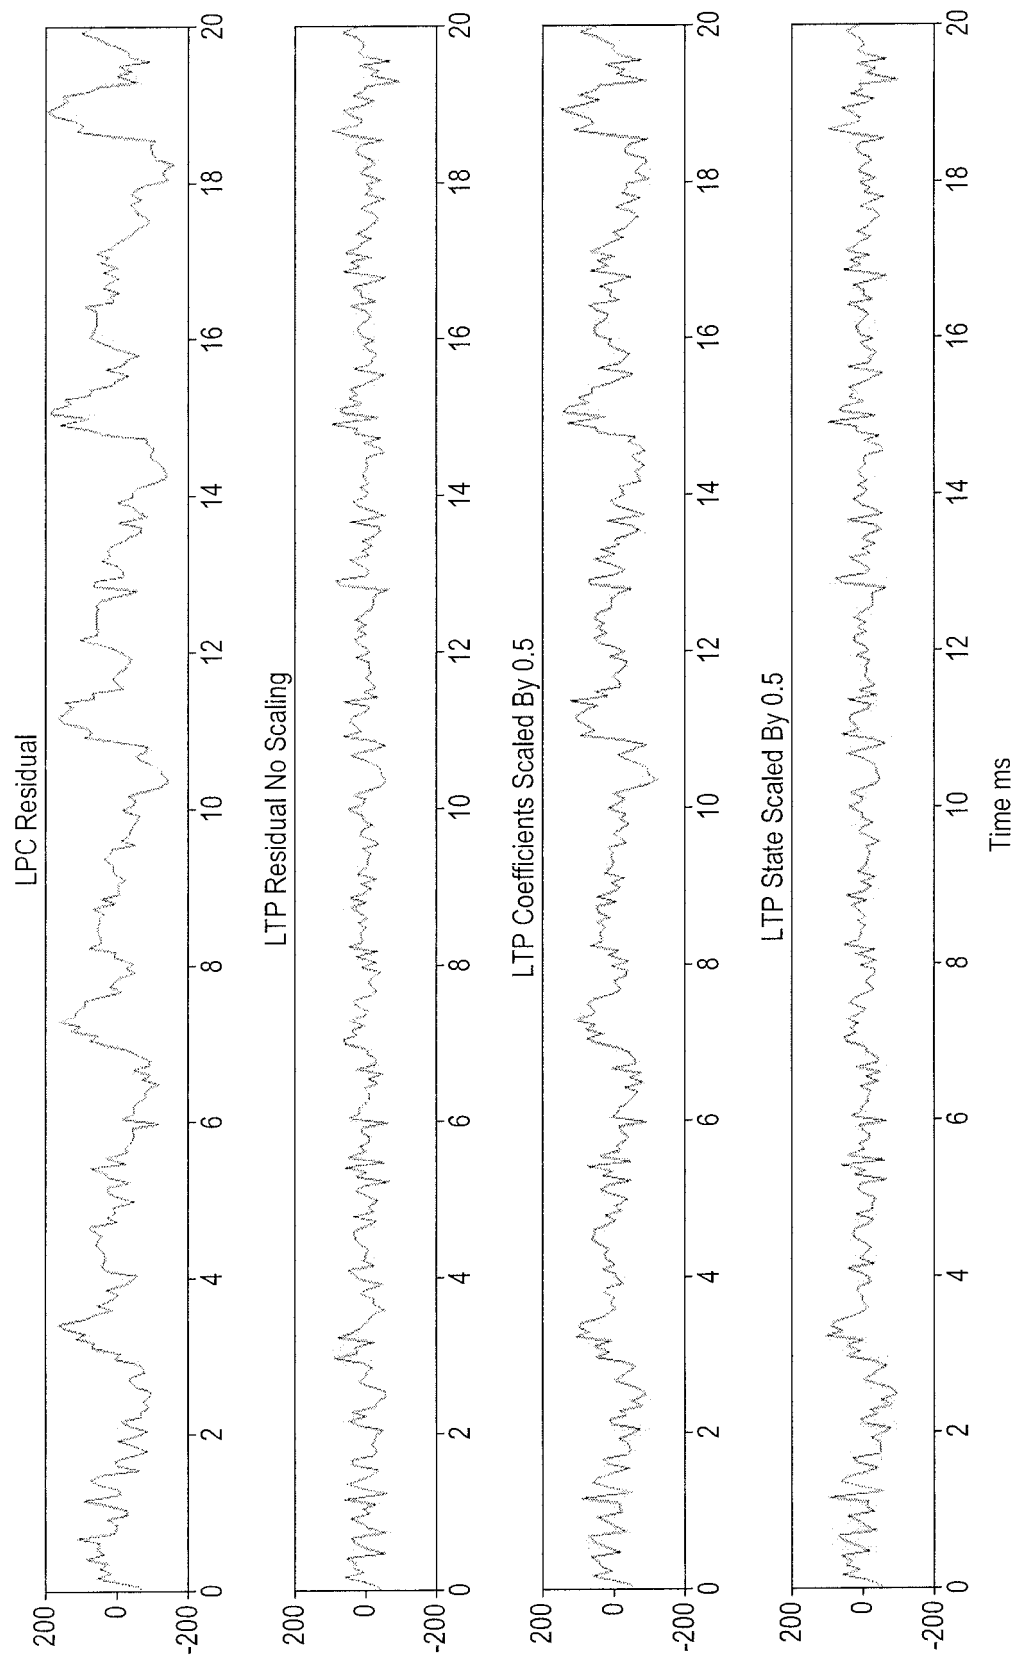 LPC Residual
200
0
-200
0 2 4 6 8 10 12 14 16 18 20
LTP Residual No Scaling
200
0
-200
0 2 4 6 8 10 12 14 16 18 20
LTP Coefficients Scaled By 0.5
200
0
-200
0 2 4 6 8 10 12 14 16 18 20
LTP State Scaled By 0.5
200
0
-200
0 2 4 6 8 10 12 14 16 18 20
Time ms